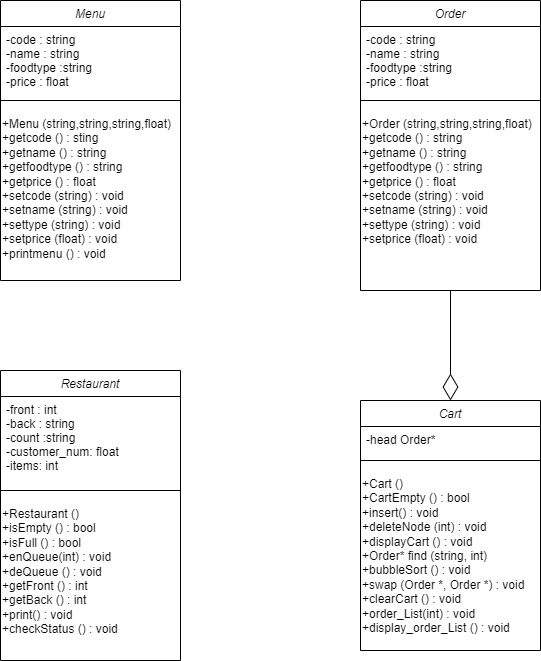 Menu
-code : string
-name : string
-foodtype :string
-price : float
+Menu (string,string,string,float)
+getcode () : sting
+getname () : string
+getfoodtype () : string
+getprice () : float
+setcode (string) : void
+setname (string) : void
+settype (string) : void
+setprice (float) : void
+printmenu () : void
Order
-code : string
-name : string
-foodtype :string
-price : float
+Order (string,string,string,float)
+getcode () : string
+getname () : string
+getfoodtype () : string
+getprice () : float
+setcode (string) : void
+setname (string) : void
+settype (string) : void
+setprice (float) : void
Restaurant
-front : int
-back : string
-count :string
-customer_num: float
-items: int
+Restaurant ()
+isEmpty () : bool
+isFull () : bool
+enQueue(int) : void
+deQueue () : void
+getFront () : int
+getBack () : int
+print() : void
+checkStatus () : void
Cart
-head Order*
+Cart ()
+CartEmpty () : bool
+insert() : void
+deleteNode (int) : void
+displayCart () : void
+Order* find (string, int)
+bubbleSort () : void
+swap (Order *, Order *) : void
+clearCart () : void
+order_List(int) : void
+display_order_List () : void